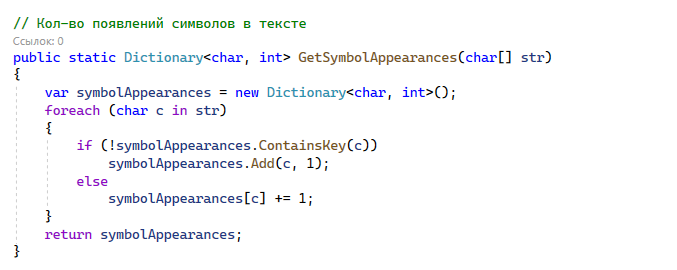 // Кол-во появлений символов в тексте
Ссылок: 0
public static Dictionary<char, int> GetSymbolAppearances(char[] str)
{
    var symbolAppearances = new Dictionary<char, int>();
    foreach (char c in str)
    {
        if (!symbolAppearances.ContainsKey(c))
            symbolAppearances.Add(c, 1);
        else
            symbolAppearances[c] += 1;
    }
    return symbolAppearances;
}